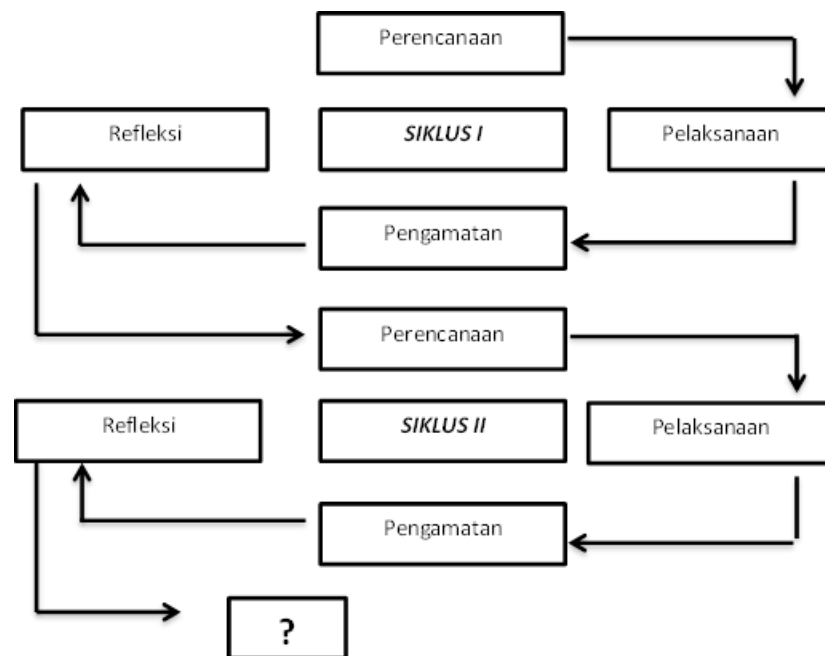 Perencanaan
Refleksi
SIKLUS I
Pelaksanaan
Pengamatan
Perencanaan
Refleksi
SIKLUS II
Pelaksanaan
Pengamatan
?